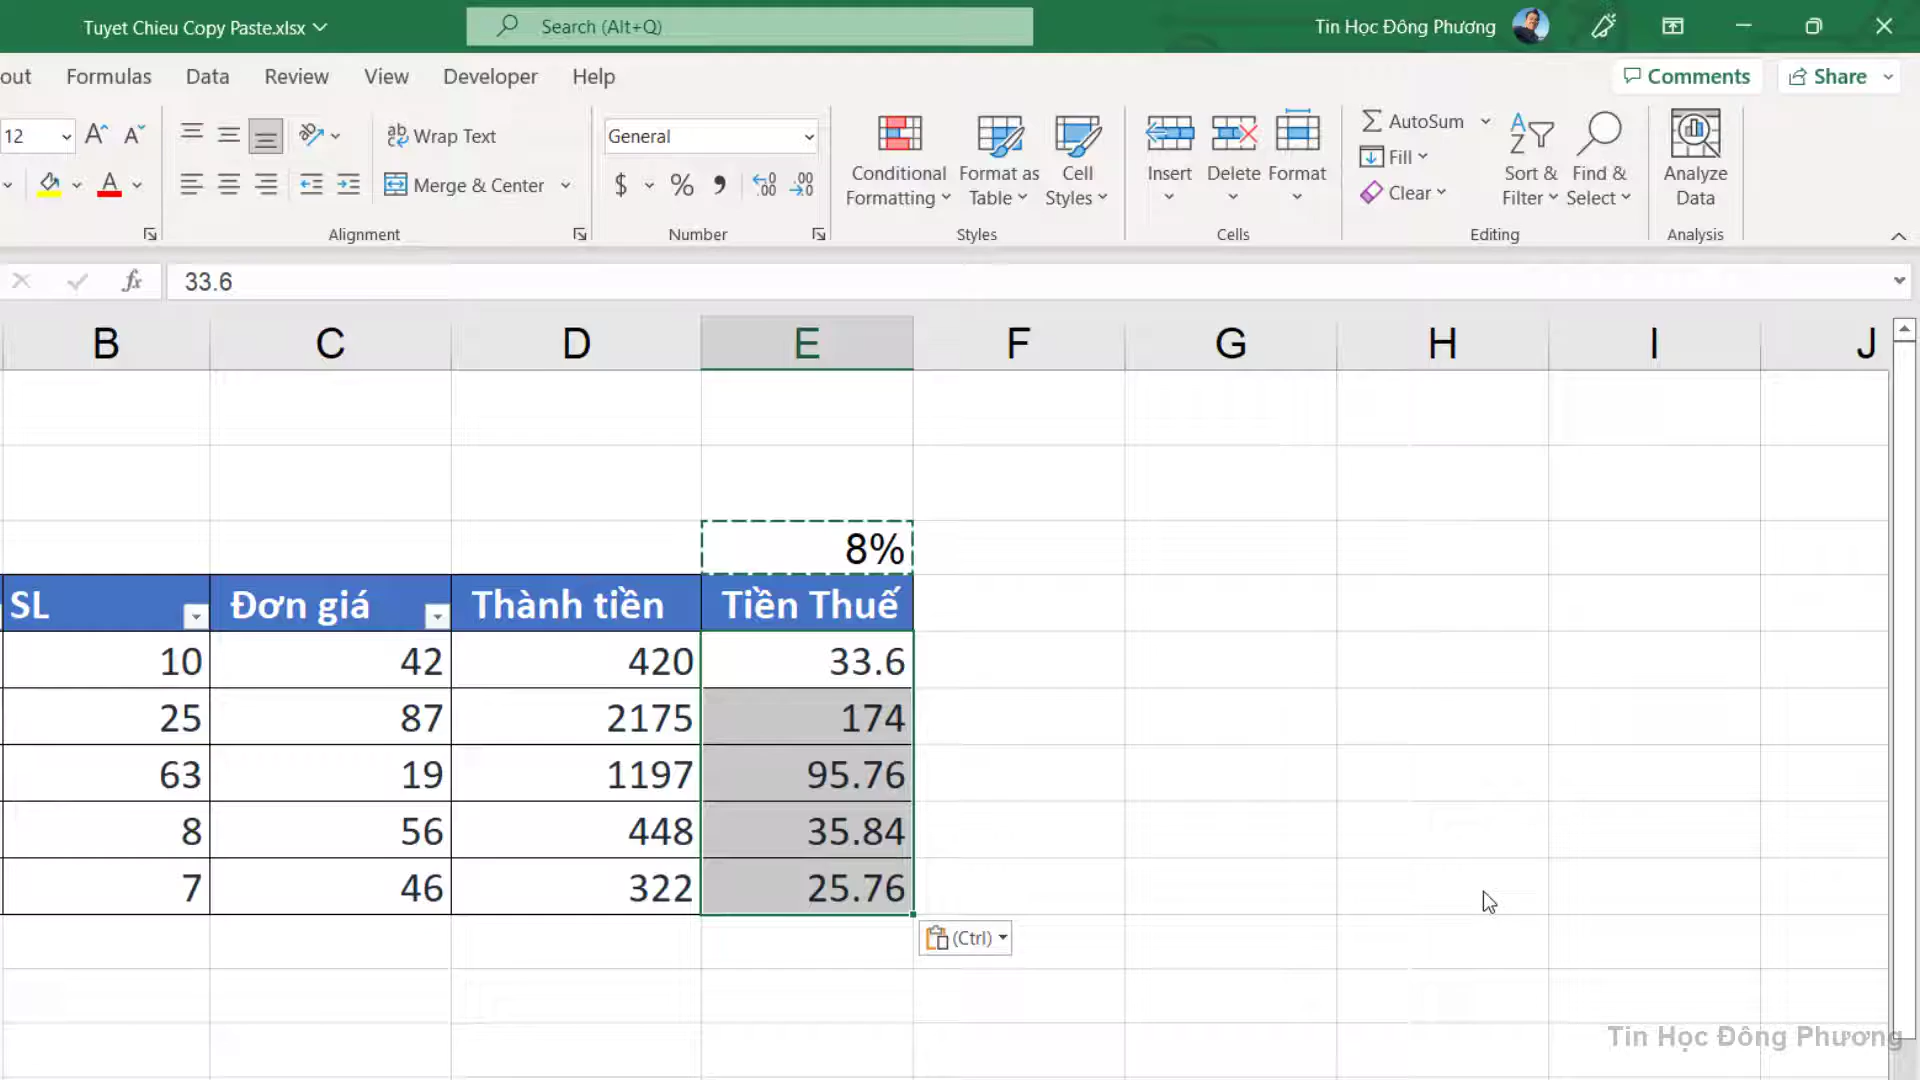 Tuyet Chieu Copy Paste.xlsx
Search (Alt+Q)
Tin Học Đông Phương
out Formulas Data Review View Developer Help
Comments Share
12
Wrap Text
Merge & Center
Alignment
General
$ % , .00 .00
Number
Conditional Formatting
Format as Table
Cell Styles
Styles
Insert Delete Format
Cells
AutoSum
Fill
Clear
Sort & Filter
Find & Select
Editing
Analyze Data
Analysis
fx 33.6
B C D E F G H I J
8%
SL Đơn giá Thành tiền Tiền Thuế
10 42 420 33.6
25 87 2175 174
63 19 1197 95.76
8 56 448 35.84
7 46 322 25.76
(Ctrl)
Tin Học Đông Phương